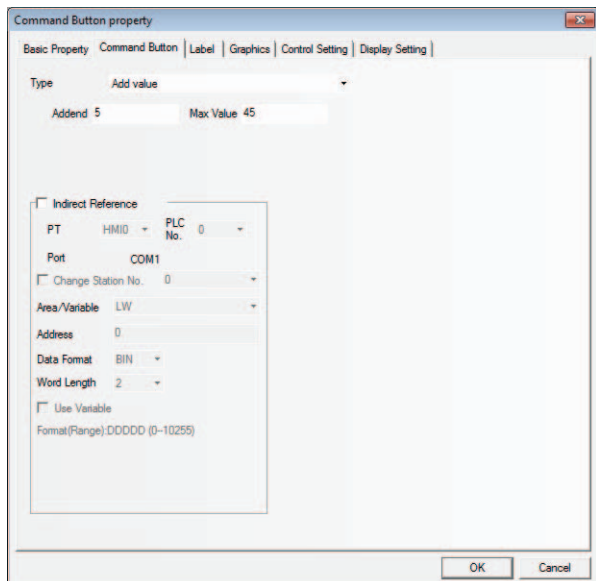 Command Button property
Basic Property Command Button Label Graphics Control Setting Display Setting
Type Add value
Addend 5 Max Value 45
Indirect Reference
PT HMI0 PLC No. 0
Port COM1
Change Station No. 0
Area/Variable LW
Address 0
Data Format BIN
Word Length 2
Use Variable
Format(Range):DDDDD (0~10255)
OK Cancel